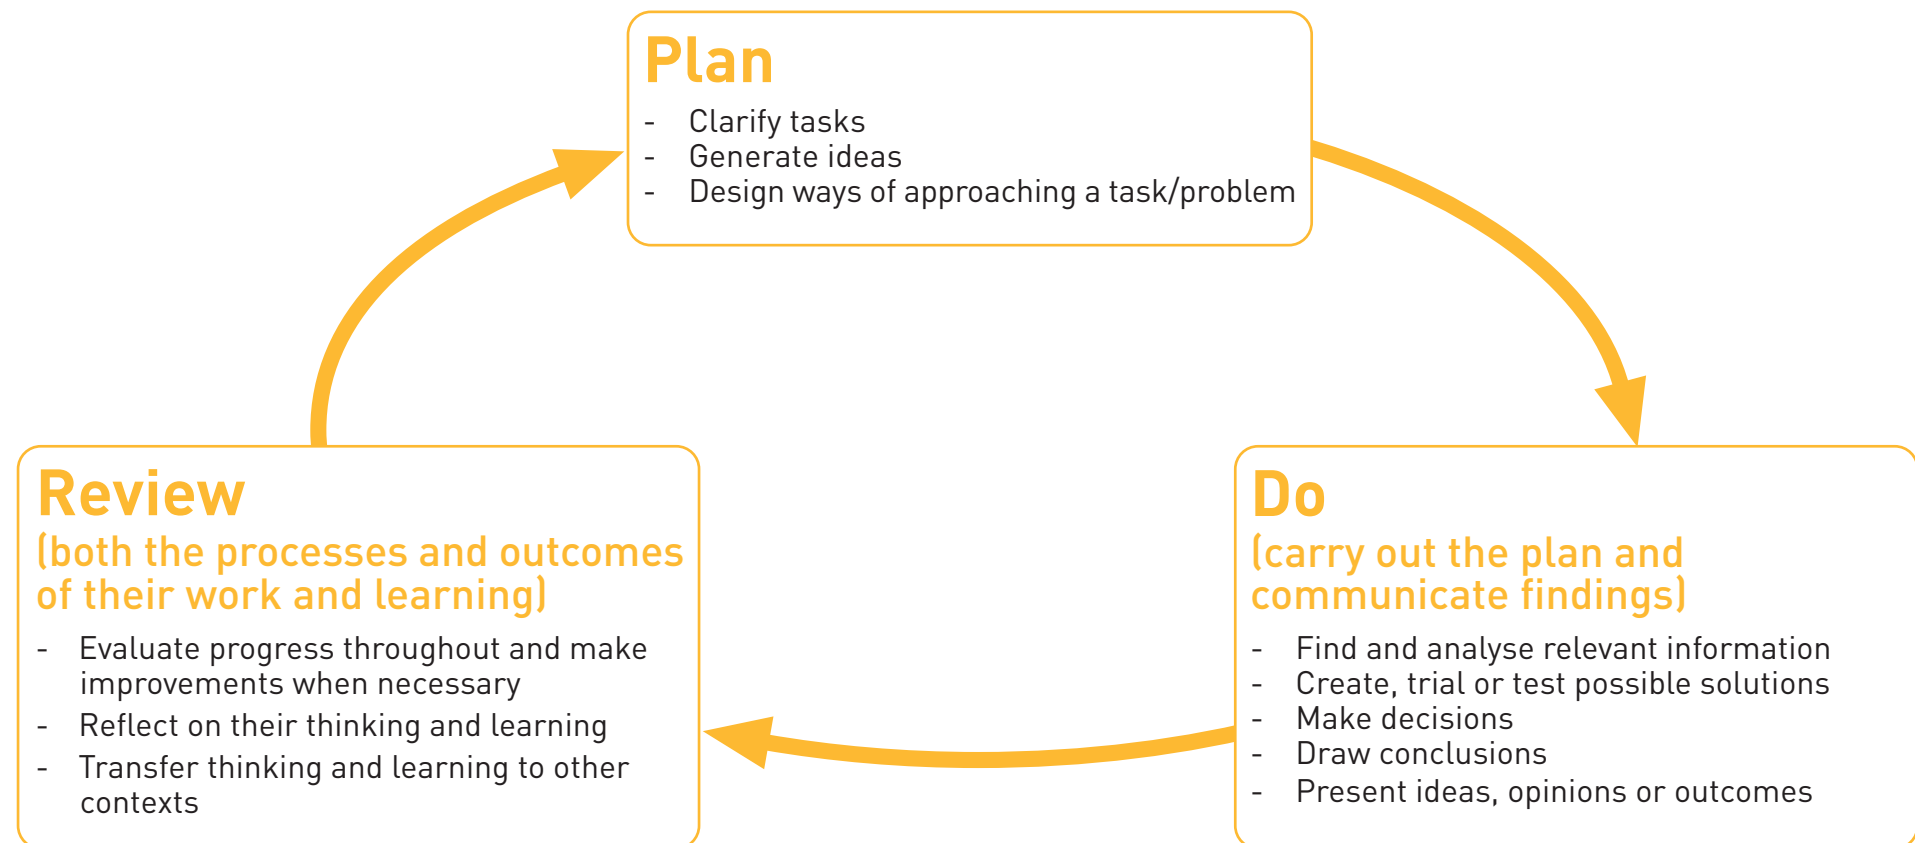 Plan
- Clarify tasks
- Generate ideas
- Design ways of approaching a task/problem
Review
(both the processes and outcomes
of their work and learning)
- Evaluate progress throughout and make
improvements when necessary
- Reflect on their thinking and learning
- Transfer thinking and learning to other
contexts
Do
(carry out the plan and
communicate findings)
- Find and analyse relevant information
- Create, trial or test possible solutions
- Make decisions
- Draw conclusions
- Present ideas, opinions or outcomes